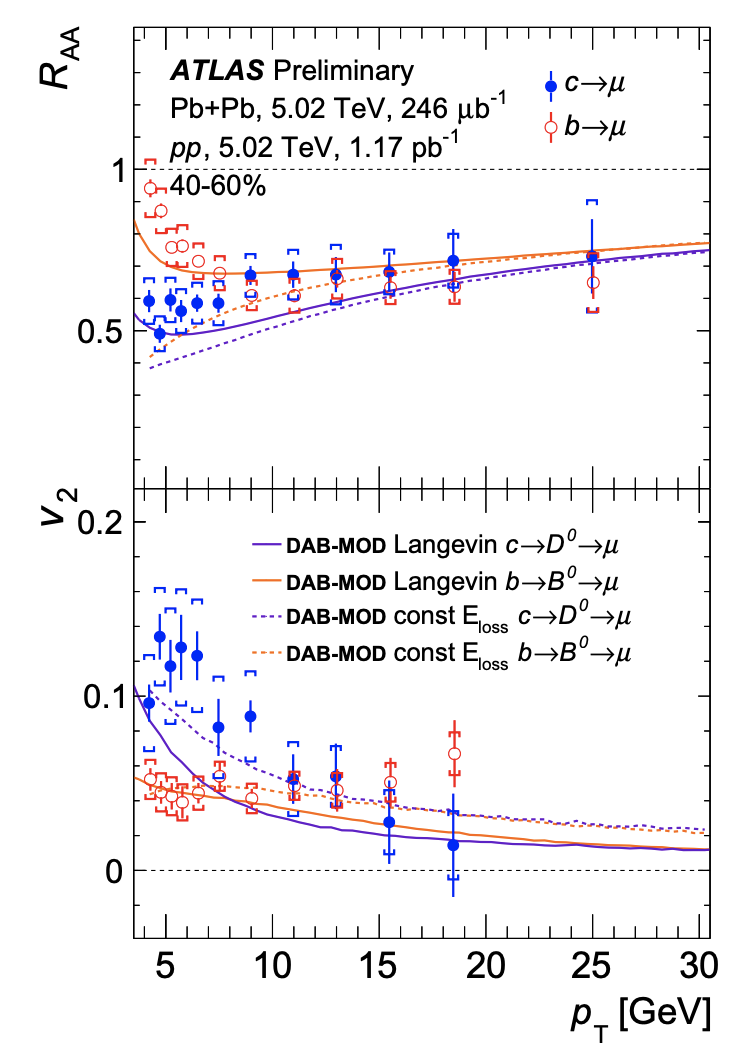 R_AA
ATLAS Preliminary
Pb+Pb, 5.02 TeV, 246 μb⁻¹
pp, 5.02 TeV, 1.17 pb⁻¹
40-60%
c→μ
b→μ
1
0.5
v₂
0.2
0.1
0
DAB-MOD Langevin c→D⁰→μ
DAB-MOD Langevin b→B⁰→μ
DAB-MOD const E_loss c→D⁰→μ
DAB-MOD const E_loss b→B⁰→μ
5 10 15 20 25 30
p_T [GeV]